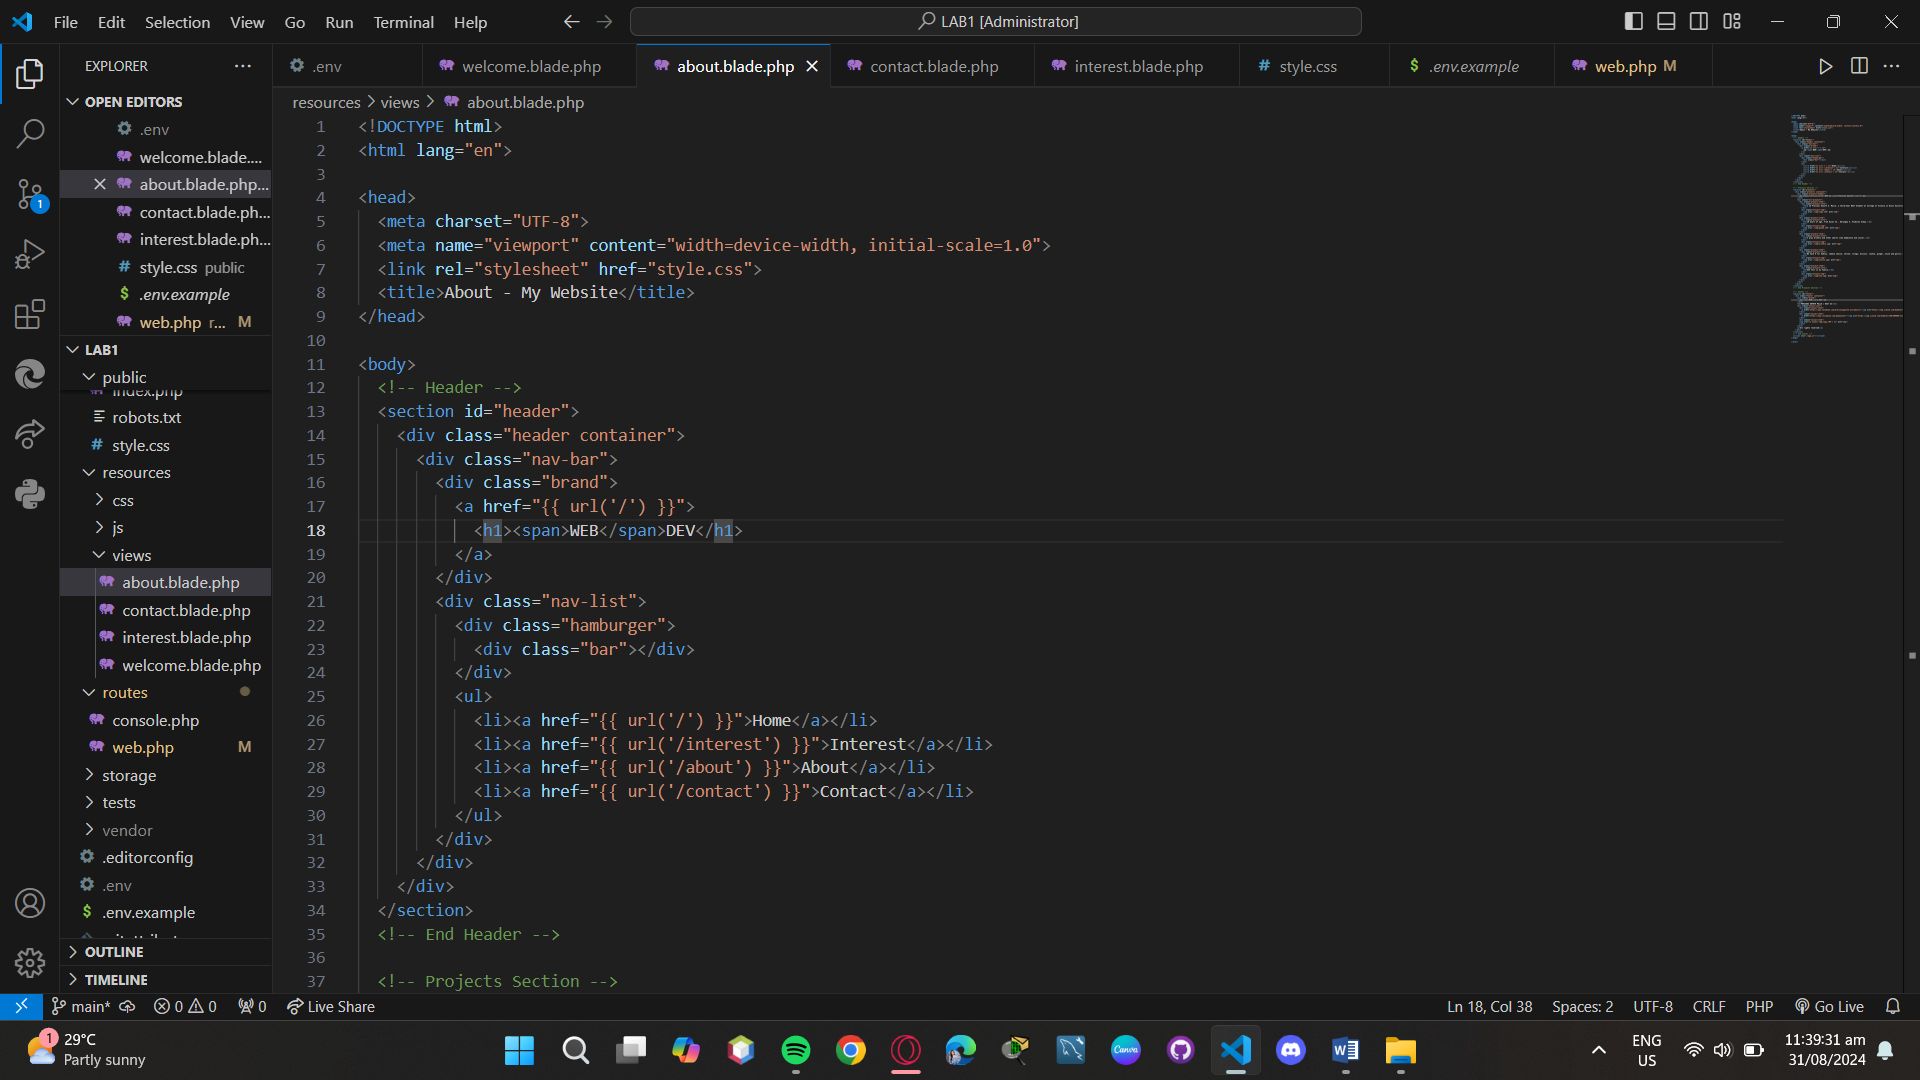 File Edit Selection View Go Run Terminal Help
LAB1 [Administrator]
EXPLORER
OPEN EDITORS
.env
welcome.blade....
about.blade.php...
contact.blade.ph...
interest.blade.ph...
style.css public
.env.example
web.php r... M
LAB1
public
index.php
robots.txt
style.css
resources
css
js
views
about.blade.php
contact.blade.php
interest.blade.php
welcome.blade.php
routes
console.php
web.php M
storage
tests
vendor
.editorconfig
.env
.env.example
OUTLINE
TIMELINE
1
.env
welcome.blade.php
about.blade.php
contact.blade.php
interest.blade.php
style.css
.env.example
web.php M
resources > views > about.blade.php
1 <!DOCTYPE html>
2 <html lang="en">
3
4 <head>
5 <meta charset="UTF-8">
6 <meta name="viewport" content="width=device-width, initial-scale=1.0">
7 <link rel="stylesheet" href="style.css">
8 <title>About - My Website</title>
9 </head>
10
11 <body>
12 <!-- Header -->
13 <section id="header">
14 <div class="header container">
15 <div class="nav-bar">
16 <div class="brand">
17 <a href="{{ url('/') }}">
18 <h1><span>WEB</span>DEV</h1>
19 </a>
20 </div>
21 <div class="nav-list">
22 <div class="hamburger">
23 <div class="bar"></div>
24 </div>
25 <ul>
26 <li><a href="{{ url('/') }}">Home</a></li>
27 <li><a href="{{ url('/interest') }}">Interest</a></li>
28 <li><a href="{{ url('/about') }}">About</a></li>
29 <li><a href="{{ url('/contact') }}">Contact</a></li>
30 </ul>
31 </div>
32 </div>
33 </div>
34 </section>
35 <!-- End Header -->
36
37 <!-- Projects Section -->
main* 0 0 0 Live Share
Ln 18, Col 38 Spaces: 2 UTF-8 CRLF PHP Go Live
1
29°C
Partly sunny
Canva
ENG
US
11:39:31 am
31/08/2024